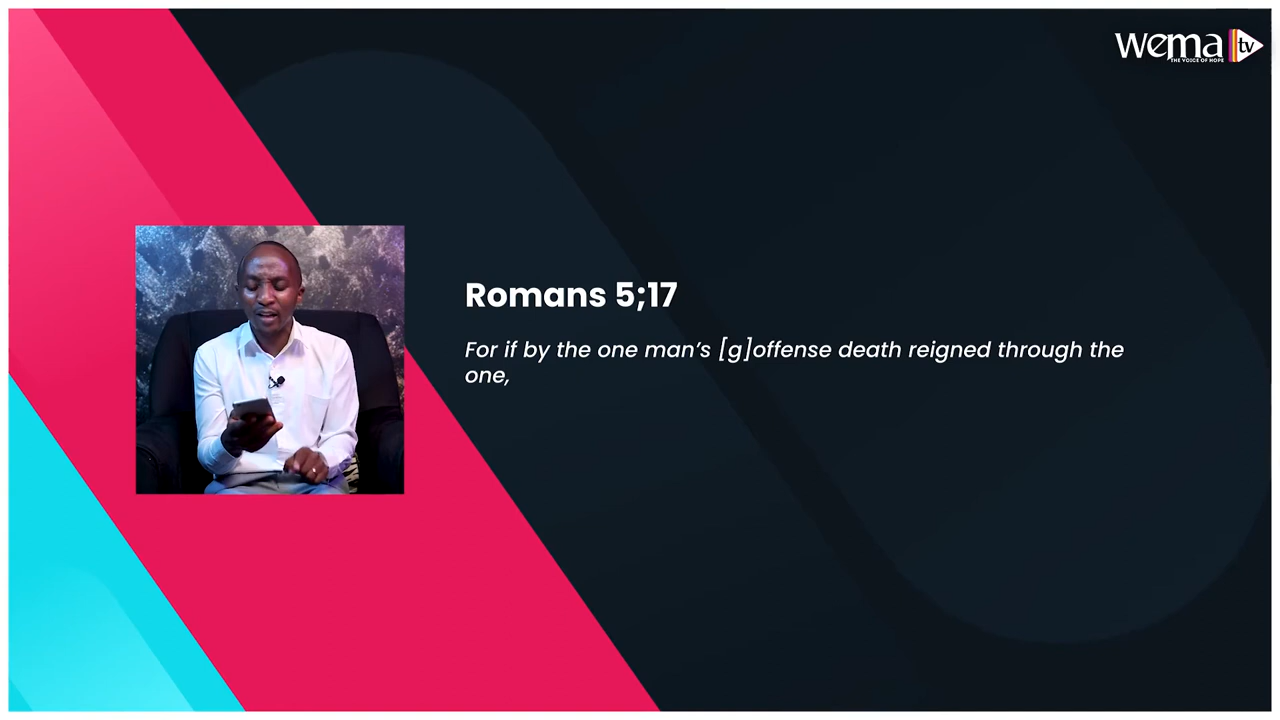 wema tv
THE VOICE OF HOPE
Romans 5;17
For if by the one man’s [g]offense death reigned through the
one,